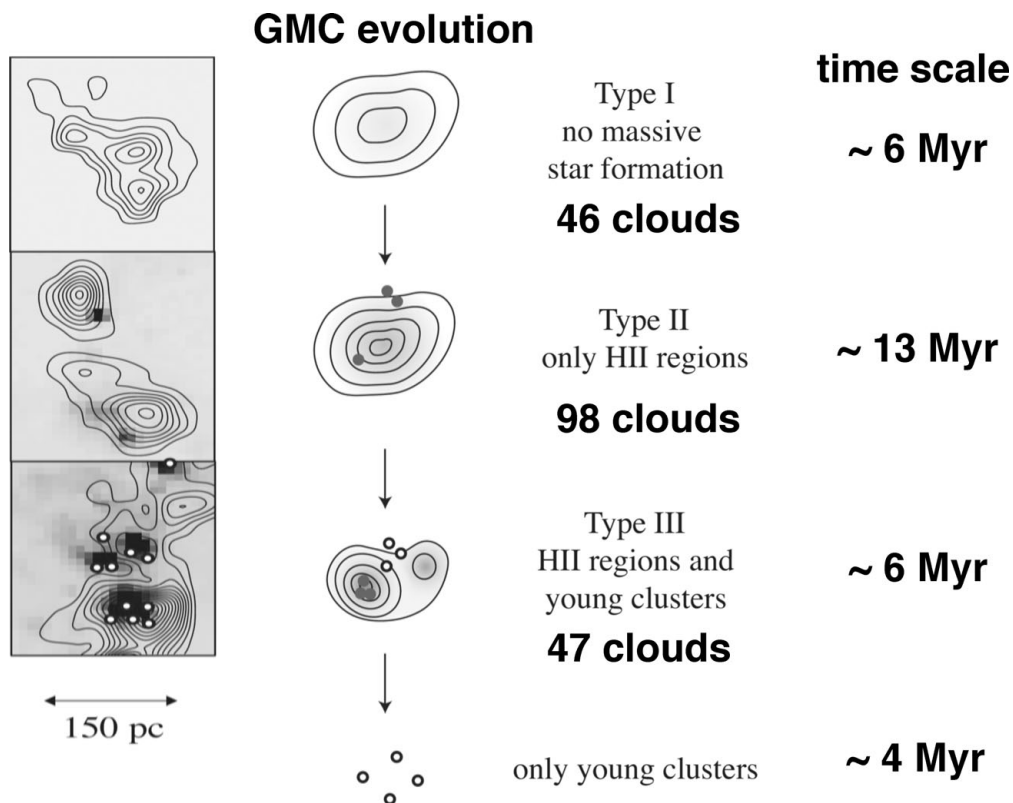 GMC evolution
time scale
Type I
no massive
star formation
~ 6 Myr
46 clouds
Type II
only HII regions
~ 13 Myr
98 clouds
Type III
HII regions and
young clusters
~ 6 Myr
47 clouds
150 pc
only young clusters
~ 4 Myr